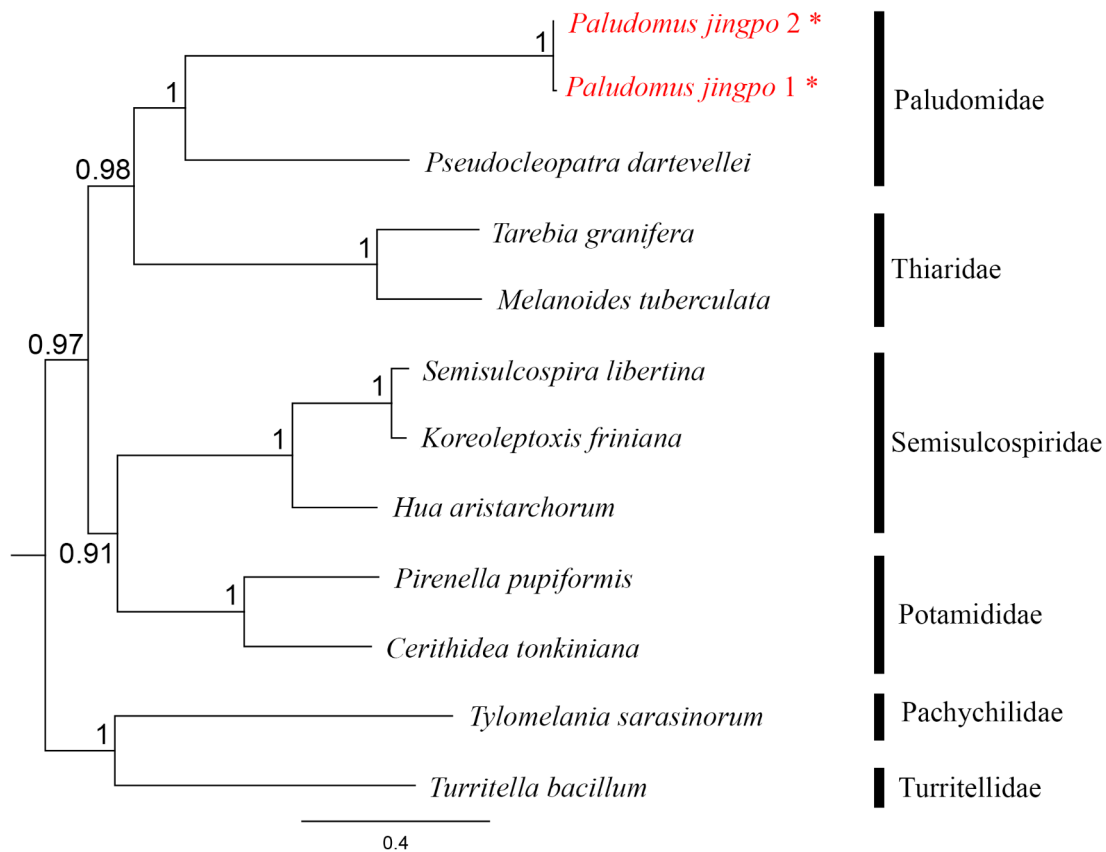 Paludomus jingpo 2 *
1
Paludomus jingpo 1 *
1
Paludomidae
Pseudocleopatra dartevellei
0.98
Tarebia granifera
1
Thiaridae
Melanoides tuberculata
0.97
Semisulcospira libertina
1
Koreoleptoxis friniana
1
Semisulcospiridae
Hua aristarchorum
0.91
Pirenella pupiformis
1
Potamididae
Cerithidea tonkiniana
Tylomelania sarasinorum
Pachychilidae
1
Turritella bacillum
Turritellidae
0.4